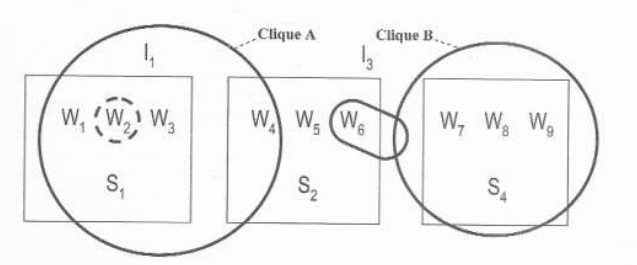 Clique A
Clique B
I1
I3
W1 W2 W3
W4 W5 W6
W7 W8 W9
S1
S2
S4